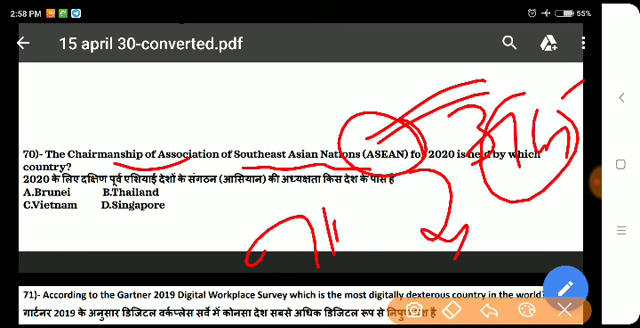 2:58 PM 55%
15 april 30-converted.pdf
70)- The Chairmanship of Association of Southeast Asian Nations (ASEAN) for 2020 is held by which
country?
2020 के लिए दक्षिण पूर्व एशियाई देशों के संगठन (आसियान) की अध्यक्षता किस देश के पास है
A.Brunei B.Thailand
C.Vietnam D.Singapore
71)- According to the Gartner 2019 Digital Workplace Survey which is the most digitally dexterous country in the world
गार्टनर 2019 के अनुसार डिजिटल वर्कप्लेस सर्वे में कोनसा देश सबसे अधिक डिजिटल रूप से